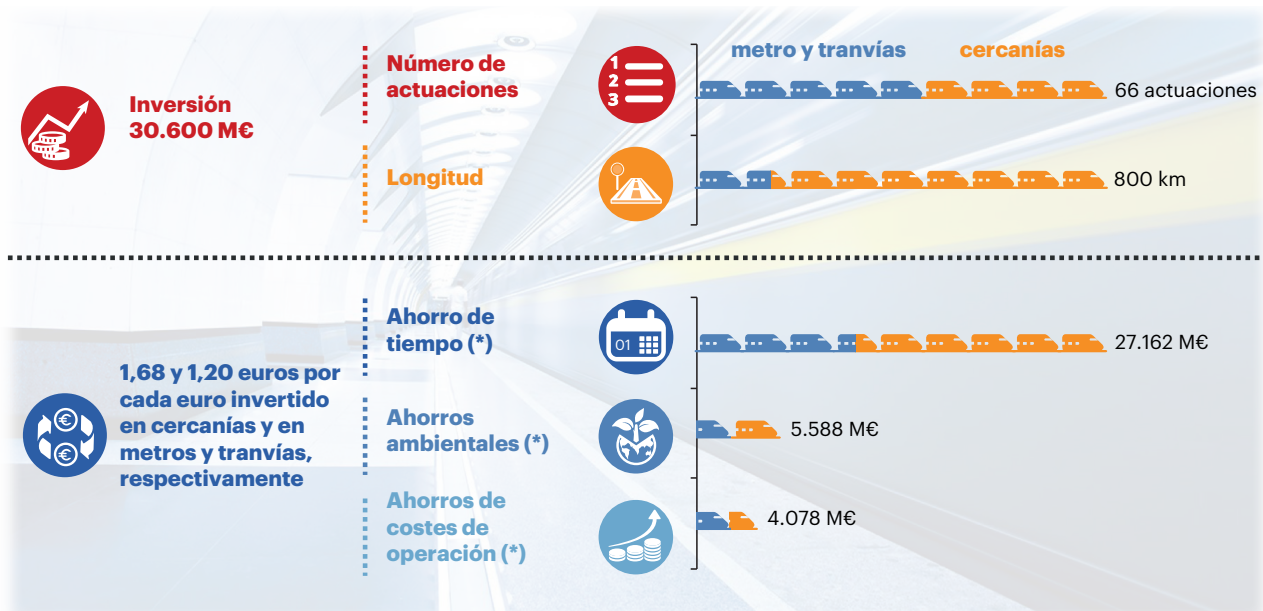 Inversión
30.600 M€
Número de
actuaciones
1
2
3
metro y tranvías
cercanías
66 actuaciones
Longitud
800 km
1,68 y 1,20 euros por
cada euro invertido
en cercanías y en
metros y tranvías,
respectivamente
€
€
Ahorro de
tiempo (*)
01
27.162 M€
Ahorros
ambientales (*)
5.588 M€
Ahorros de
costes de
operación (*)
4.078 M€